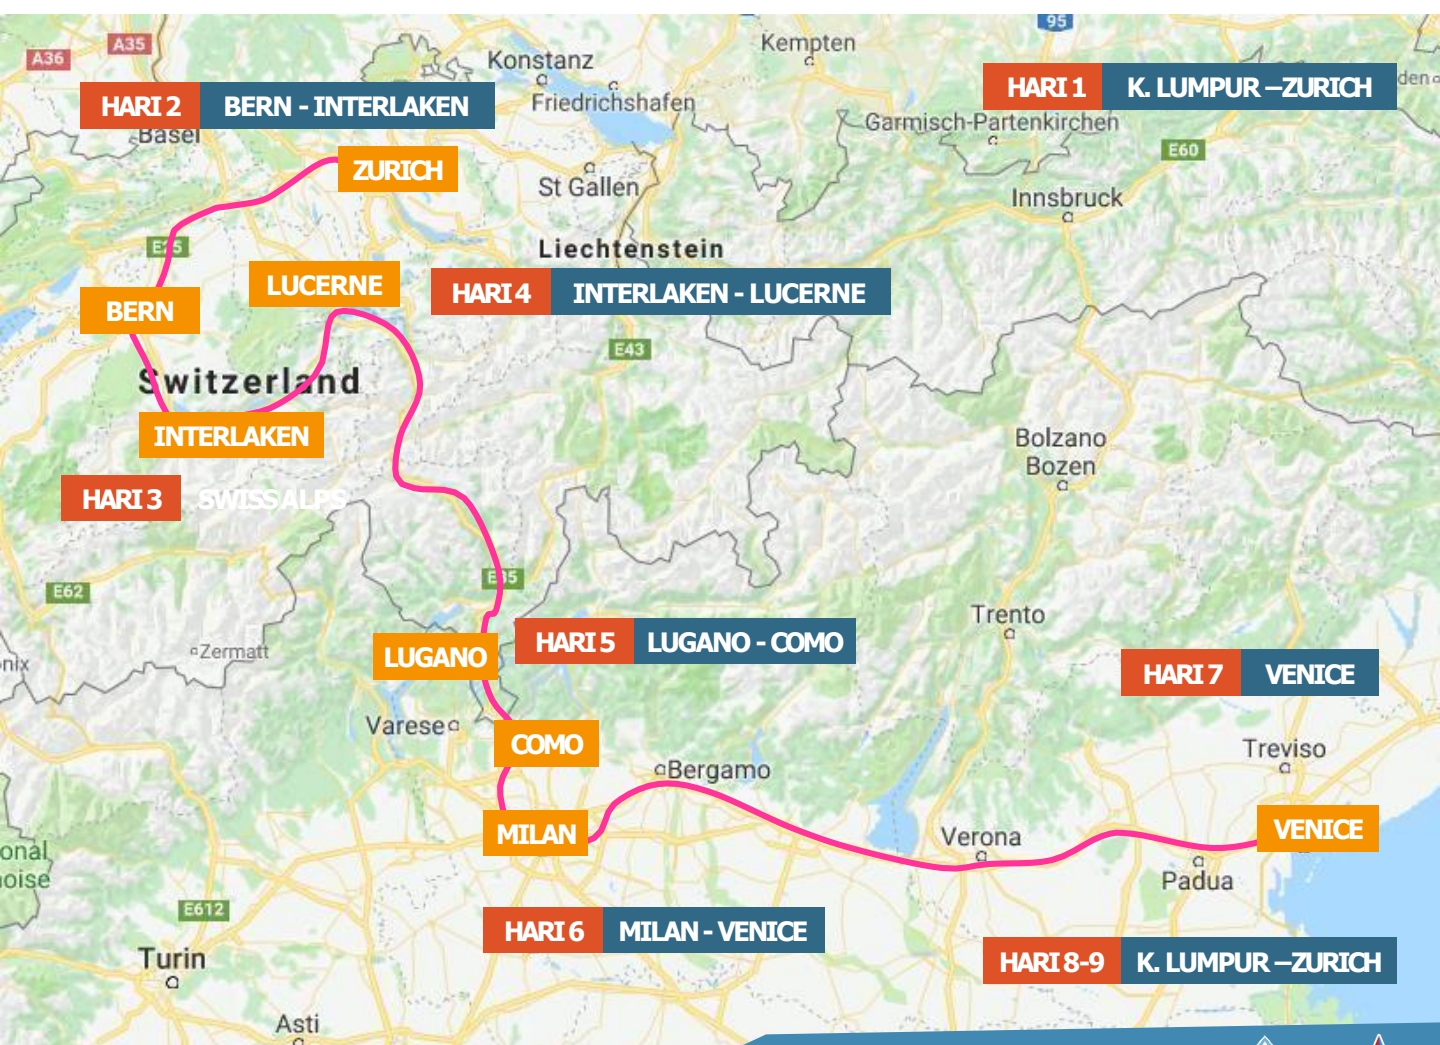 95
A35
A36
Konstanz
Kempten
HARI 1 K. LUMPUR – ZURICH
HARI 2 BERN - INTERLAKEN
Friedrichshafen
Garmisch-Partenkirchen
Basel
E60
ZURICH
St Gallen
Innsbruck
E25
Liechtenstein
LUCERNE
HARI 4 INTERLAKEN - LUCERNE
BERN
E43
Switzerland
INTERLAKEN
Bolzano
Bozen
HARI 3 SWISS ALPS
E35
E62
Trento
HARI 5 LUGANO - COMO
Zermatt
LUGANO
HARI 7 VENICE
Varese
COMO
Treviso
Bergamo
MILAN
VENICE
Verona
Padua
E612
HARI 6 MILAN - VENICE
Turin
HARI 8-9 K. LUMPUR – ZURICH
Asti